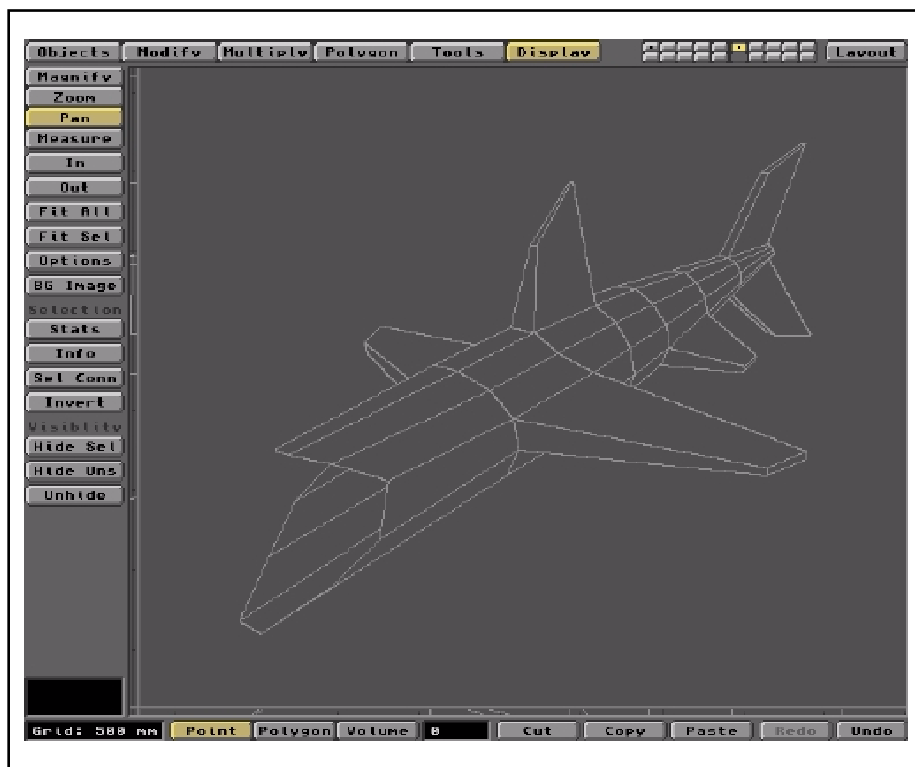 Objects Modify Multiply Polygon Tools Display Layout
Magnify
Zoom
Pan
Measure
In
Out
Fit All
Fit Sel
Options
BG Image
Selection
Stats
Info
Sel Conn
Invert
Visiblity
Hide Sel
Hide Uns
Unhide
Grid: 500 mm Point Polygon Volume 0 Cut Copy Paste Redo Undo